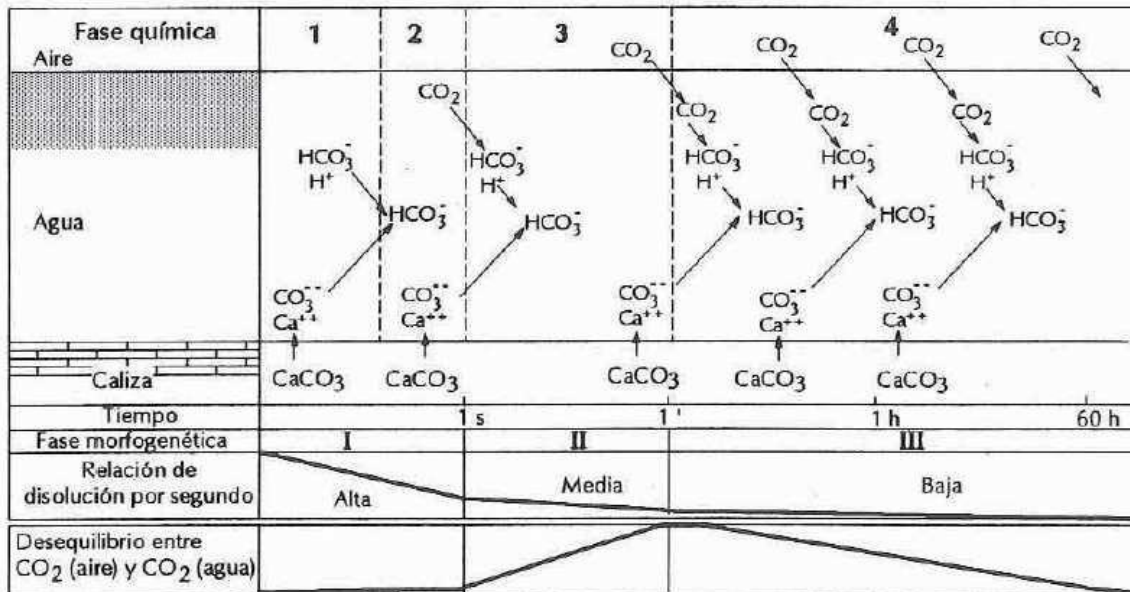 Fase química 1 2 3 4
Aire
CO₂ CO₂ CO₂ CO₂
CO₂ CO₂ CO₂ CO₂
HCO₃⁻ HCO₃⁻ HCO₃⁻ HCO₃⁻ HCO₃⁻
H⁺ H⁺ H⁺ H⁺ H⁺
Agua HCO₃⁻ HCO₃⁻ HCO₃⁻ HCO₃⁻ HCO₃⁻
CO₃⁻⁻ CO₃⁻⁻ CO₃⁻⁻ CO₃⁻⁻ CO₃⁻⁻
Ca⁺⁺ Ca⁺⁺ Ca⁺⁺ Ca⁺⁺ Ca⁺⁺
Caliza CaCO₃ CaCO₃ CaCO₃ CaCO₃ CaCO₃
Tiempo 1 s 1 ' 1 h 60 h
Fase morfogenética I II III
Relación de
disolución por segundo Alta Media Baja
Desequilibrio entre
CO₂ (aire) y CO₂ (agua)